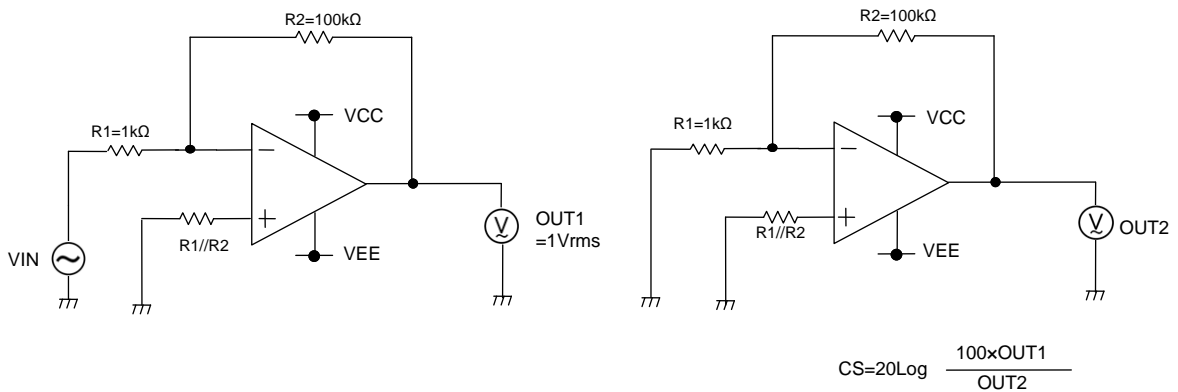 R2=100kΩ
R1=1kΩ
VCC
R1//R2
VEE
VIN
OUT1
=1Vrms
V
R2=100kΩ
R1=1kΩ
VCC
R1//R2
VEE
V
OUT2
CS=20Log 100×OUT1
OUT2